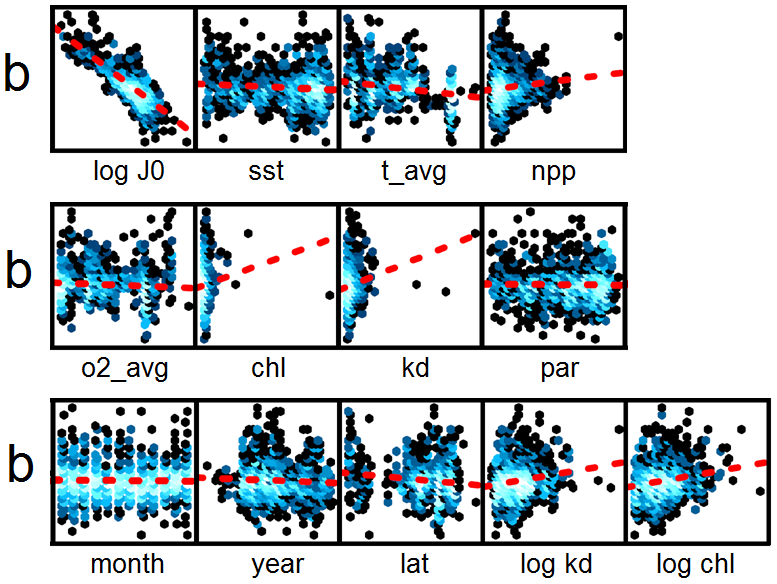 b
log J0 sst t_avg npp
b
o2_avg chl kd par
b
month year lat log kd log chl